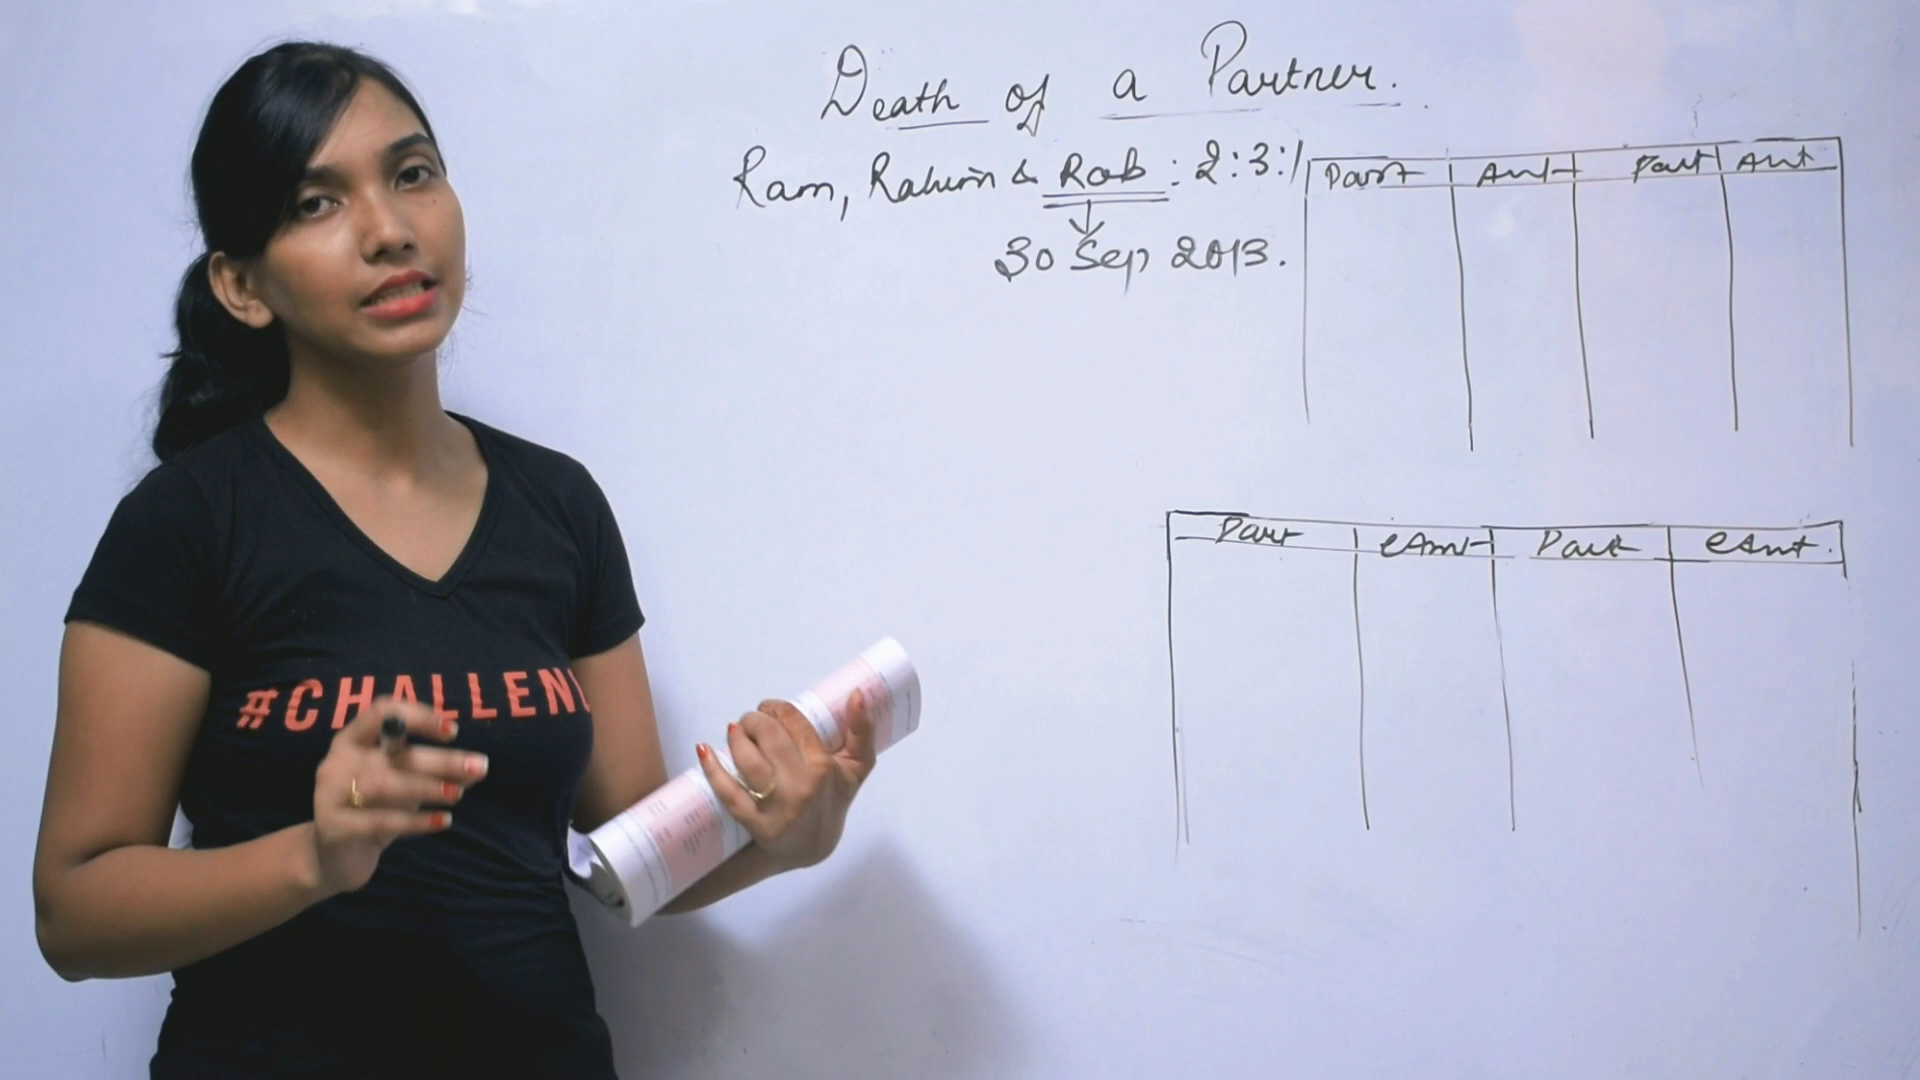 Death of a Partner.
Ram, Rahim & Rob : 2:3:1
30 Sep 2013.
Part Amt Part Amt
Part Amt Part Amt.
#CHALLEN